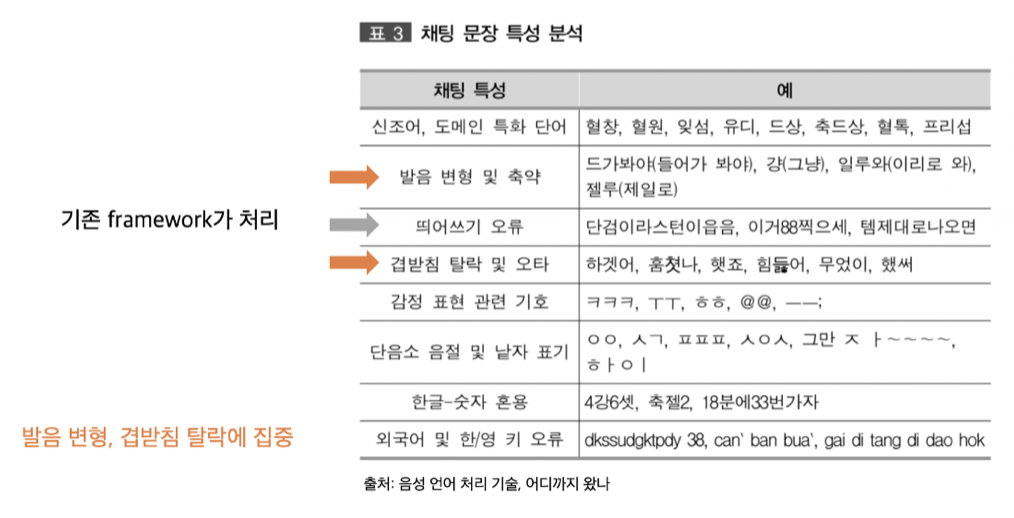 표 3 채팅 문장 특성 분석
채팅 특성 예
신조어, 도메인 특화 단어 혈창, 혈원, 잊섬, 유디, 드상, 축드상, 혈톡, 프리섭
발음 변형 및 축약 드가봐야(들어가 봐야), 걍(그냥), 일루와(이리로 와),
젤루(제일로)
기존 framework가 처리
띄어쓰기 오류 단검이라스턴이읍음, 이거88찍으세, 템제대로나오면
겹받침 탈락 및 오타 하겟어, 훔쳣나, 햇죠, 힘듫어, 무었이, 했써
감정 표현 관련 기호 ㅋㅋㅋ, ㅜㅜ, ㅎㅎ, @@, ㅡㅡ;
단음소 음절 및 낱자 표기 ㅇㅇ, ㅅㄱ, ㅍㅍㅍ, ㅅㅇㅅ, 그만 ㅈ ㅏ~~~~,
ㅎㅏㅇㅣ
한글-숫자 혼용 4강6셋, 축젤2, 18분에33번가자
발음 변형, 겹받침 탈락에 집중
외국어 및 한/영 키 오류 dkssudgktpdy 38, can` ban bua`, gai di tang di dao hok
출처: 음성 언어 처리 기술, 어디까지 왔나